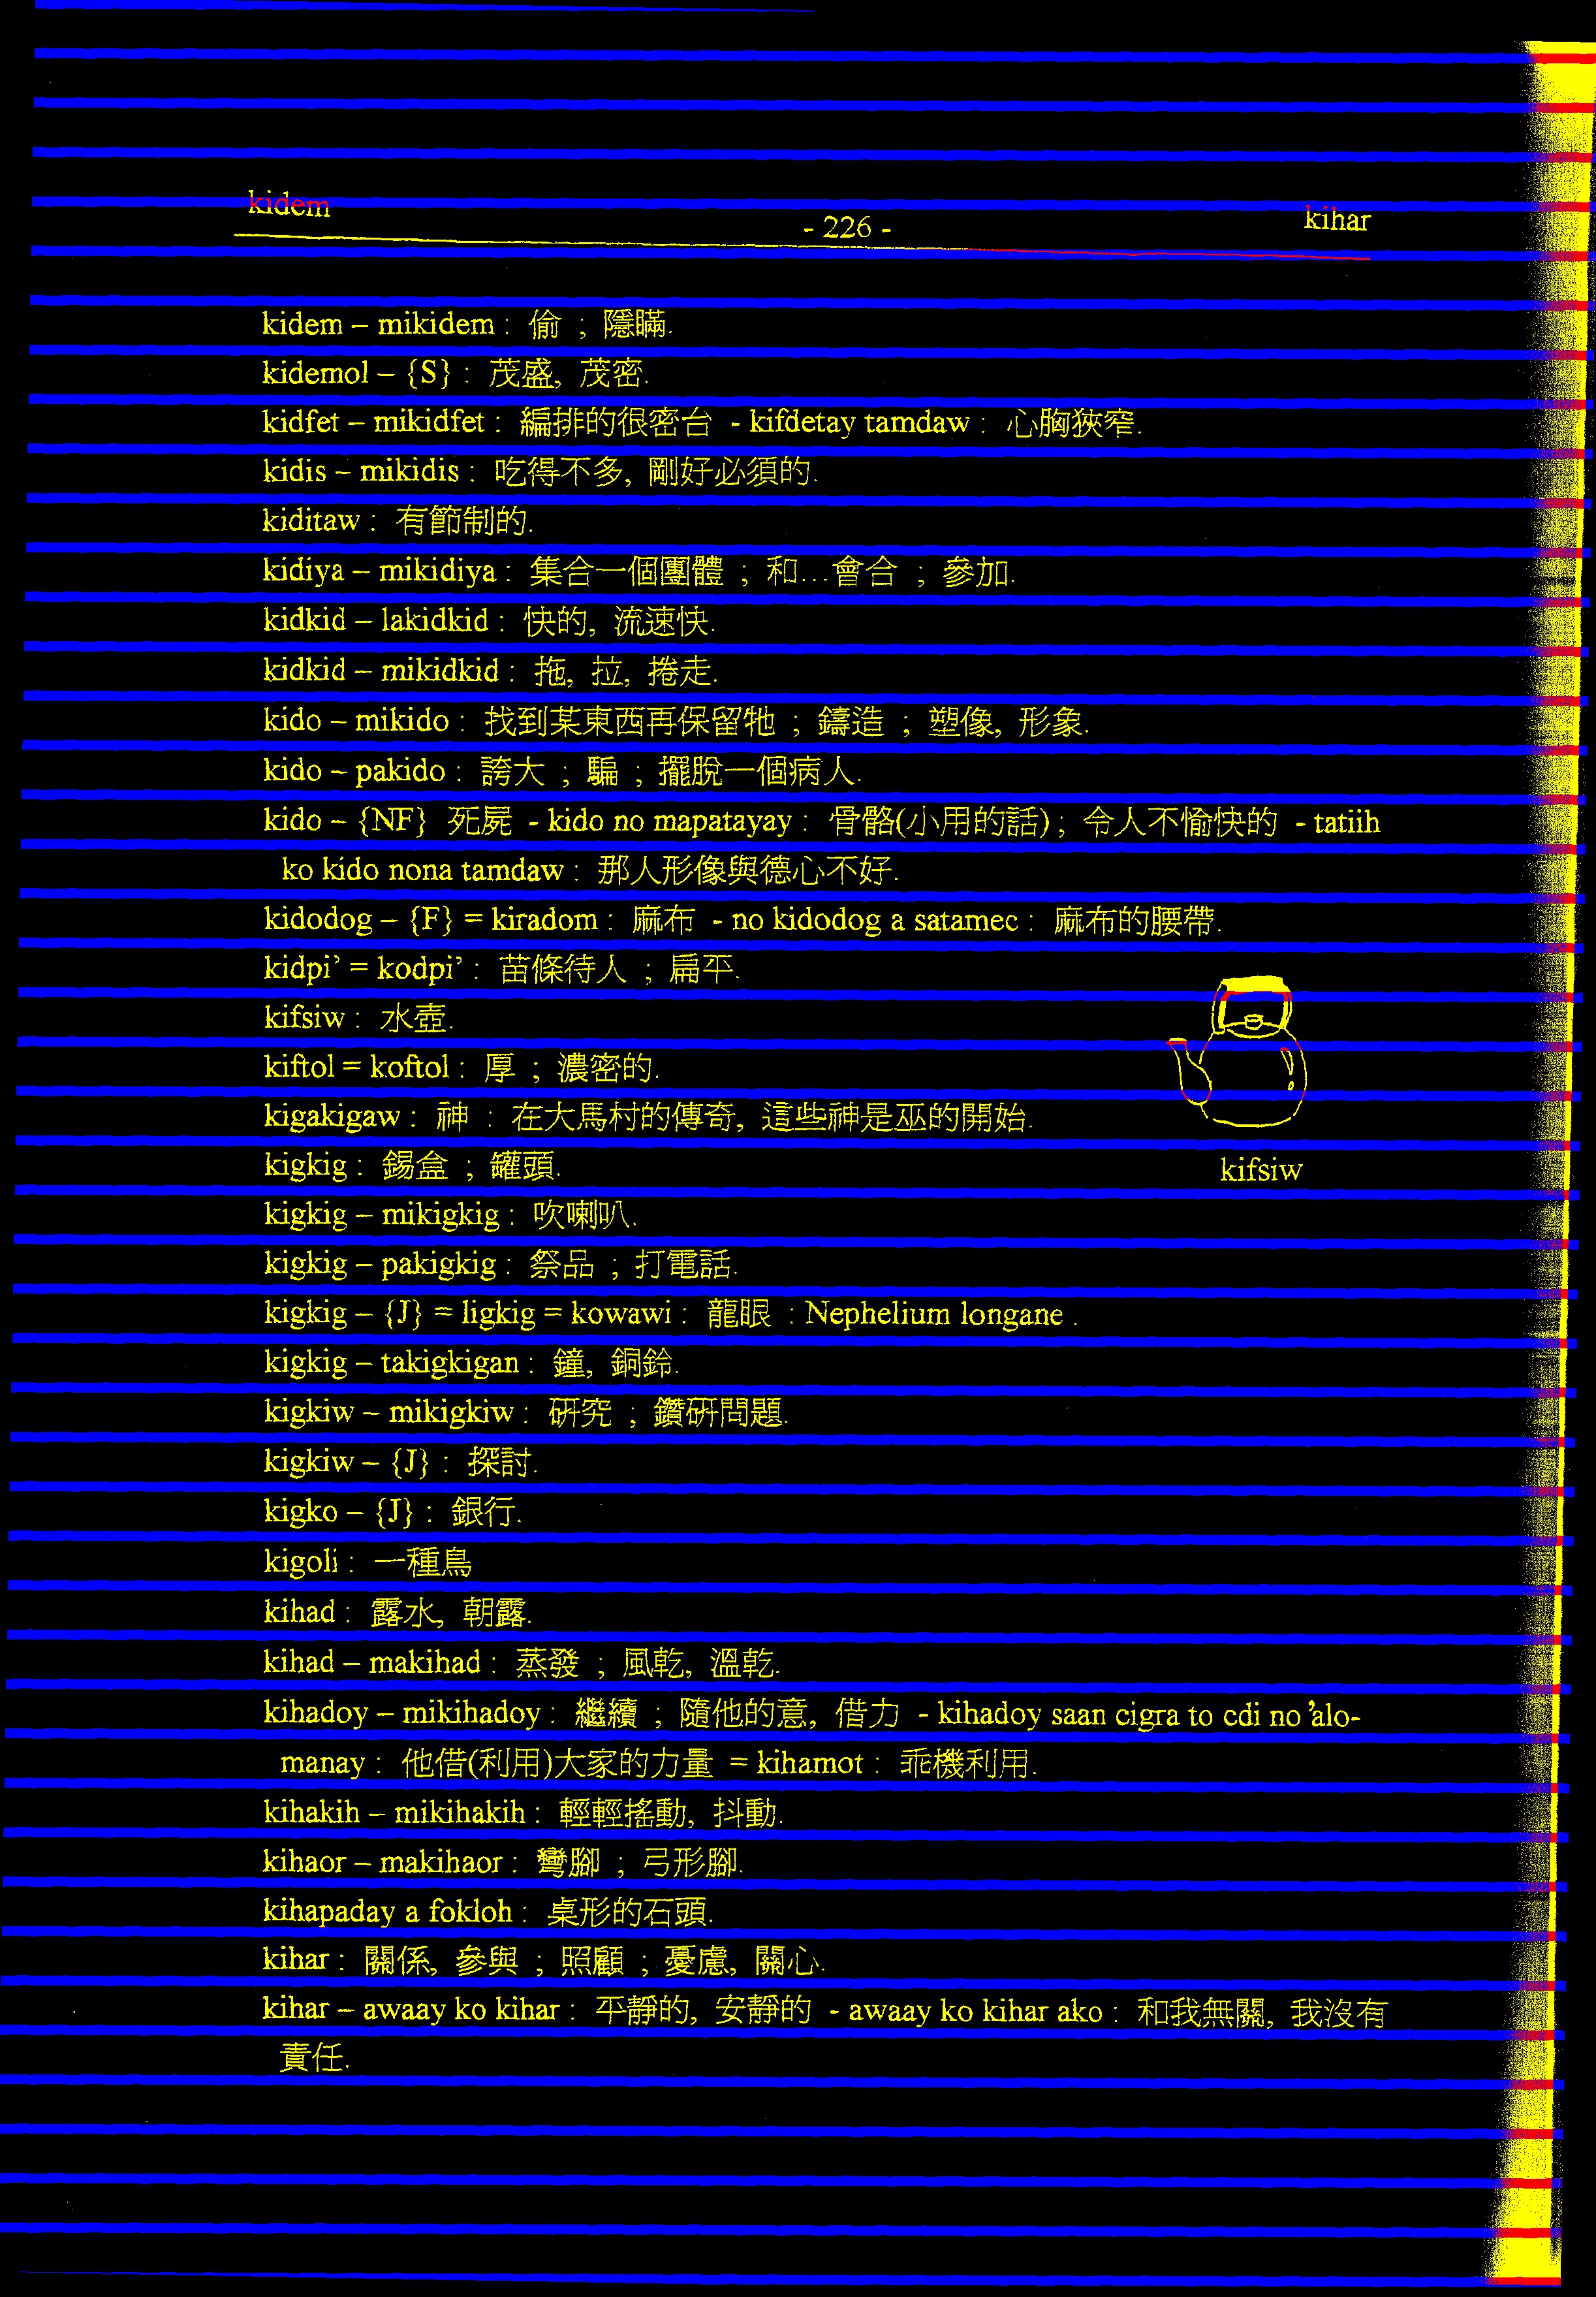 kidem
- 226 -
kihar
kidem – mikidem : 偷 ; 隱瞞.
kidemol – {S} : 茂盛, 茂密.
kidfet – mikidfet : 編排的很密台 - kifdetay tamdaw : 心胸狹窄.
kidis – mikidis : 吃得不多, 剛好必須的.
kiditaw : 有節制的.
kidiya – mikidiya : 集合一個團體 ; 和...會合 ; 參加.
kidkid – lakidkid : 快的, 流速快.
kidkid – mikidkid : 拖, 拉, 捲走.
kido – mikido : 找到某東西再保留牠 ; 鑄造 ; 塑像, 形象.
kido – pakido : 誇大 ; 騙 ; 擺脫一個病人.
kido – {NF} 死屍 - kido no mapatayay : 骨骼(小用的話) ; 令人不愉快的 - tatiih
ko kido nona tamdaw : 那人形像與德心不好.
kidodog – {F} = kiradom : 麻布 - no kidodog a satamec : 麻布的腰帶.
kidpi’ = kodpi’ : 苗條待人 ; 扁平.
kifsiw : 水壺.
kiftol = koftol : 厚 ; 濃密的.
kigakigaw : 神 : 在大馬村的傳奇, 這些神是巫的開始.
kigkig : 錫盒 ; 罐頭.
kifsiw
kigkig – mikigkig : 吹喇叭.
kigkig – pakigkig : 祭品 ; 打電話.
kigkig – {J} = ligkig = kowawi : 龍眼 : Nephelium longane .
kigkig – takigkigan : 鐘, 銅鈴.
kigkiw – mikigkiw : 研究 ; 鑽研問題.
kigkiw – {J} : 探討.
kigko – {J} : 銀行.
kigoli : 一種鳥
kihad : 露水, 朝露.
kihad – makihad : 蒸發 ; 風乾, 溫乾.
kihadoy – mikihadoy : 繼續 ; 隨他的意, 借力 - kihadoy saan cigra to cdi no ’alo-
manay : 他借(利用)大家的力量 = kihamot : 乖機利用.
kihakih – mikihakih : 輕輕搖動, 抖動.
kihaor – makihaor : 彎腳 ; 弓形腳.
kihapaday a fokloh : 桌形的石頭.
kihar : 關係, 參與 ; 照顧 ; 憂慮, 關心.
kihar – awaay ko kihar : 平靜的, 安靜的 - awaay ko kihar ako : 和我無關, 我沒有
責任.